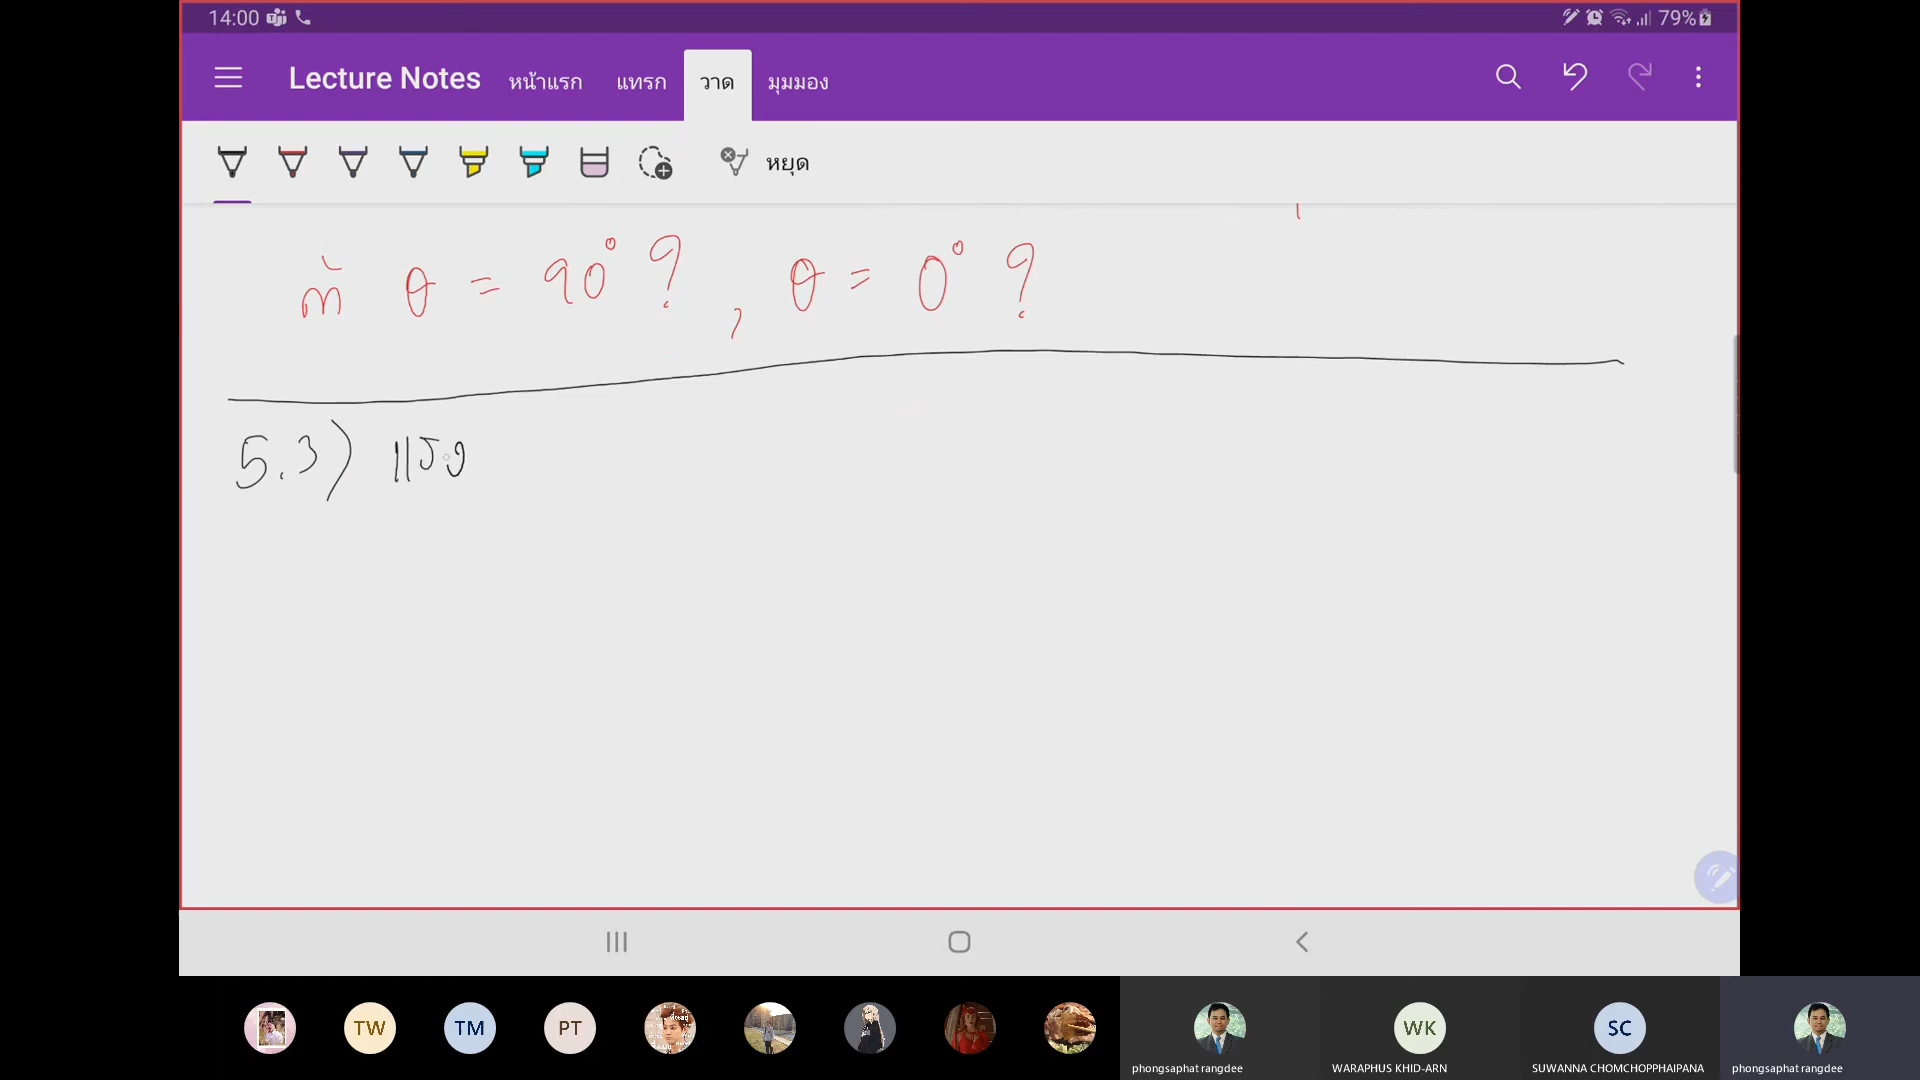 14:00 79%
Lecture Notes หน้าแรก แทรก วาด มุมมอง
หยุด
ถ้า θ = 90° ? , θ = 0° ?
5.3) แรง
TW TM PT WK SC
phongsaphat rangdee WARAPHUS KHID-ARN SUWANNA CHOMCHOPPHAIPANA phongsaphat rangdee